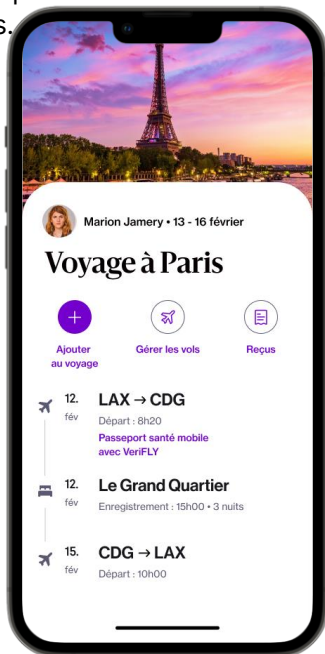 s.
Marion Jamery • 13 - 16 février
Voyage à Paris
Ajouter
au voyage
Gérer les vols
Reçus
12.
fév
LAX → CDG
Départ : 8h20
Passeport santé mobile
avec VeriFLY
12.
fév
Le Grand Quartier
Enregistrement : 15h00 • 3 nuits
15.
fév
CDG → LAX
Départ : 10h00